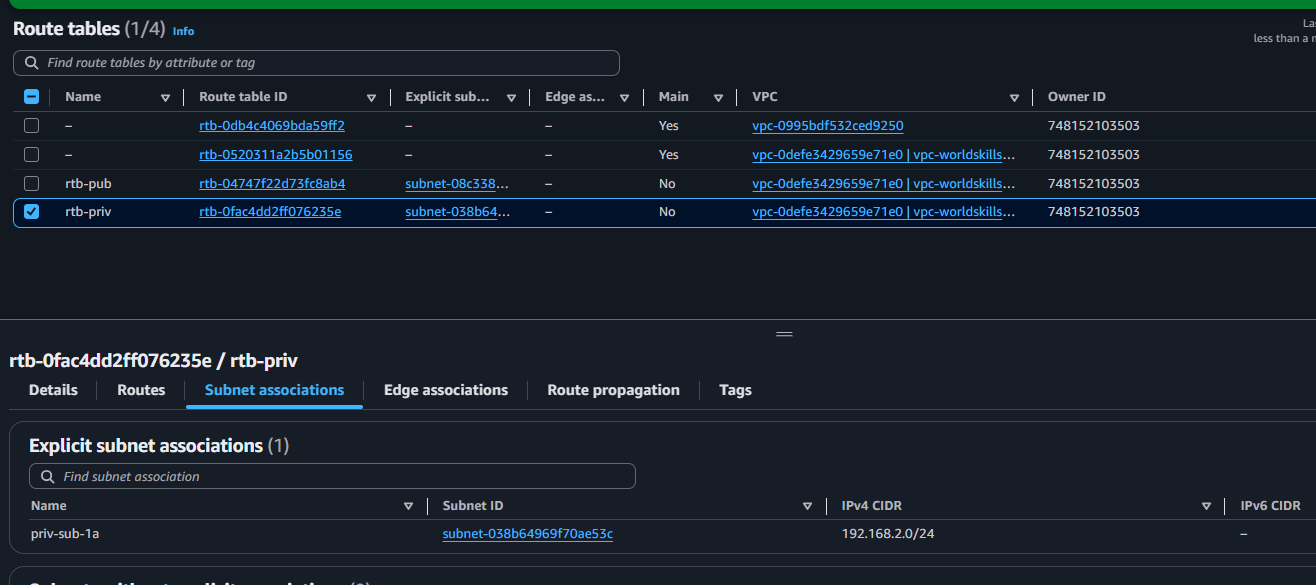 Route tables (1/4) Info
less than a m
Find route tables by attribute or tag
Name Route table ID Explicit sub... Edge as... Main VPC Owner ID
– rtb-0db4c4069bda59ff2 – – Yes vpc-0995bdf532ced9250 748152103503
– rtb-0520311a2b5b01156 – – Yes vpc-0defe3429659e71e0 | vpc-worldskills... 748152103503
rtb-pub rtb-04747f22d73fc8ab4 subnet-08c338... – No vpc-0defe3429659e71e0 | vpc-worldskills... 748152103503
rtb-priv rtb-0fac4dd2ff076235e subnet-038b64... – No vpc-0defe3429659e71e0 | vpc-worldskills... 748152103503
rtb-0fac4dd2ff076235e / rtb-priv
Details Routes Subnet associations Edge associations Route propagation Tags
Explicit subnet associations (1)
Find subnet association
Name Subnet ID IPv4 CIDR IPv6 CIDR
priv-sub-1a subnet-038b64969f70ae53c 192.168.2.0/24 –